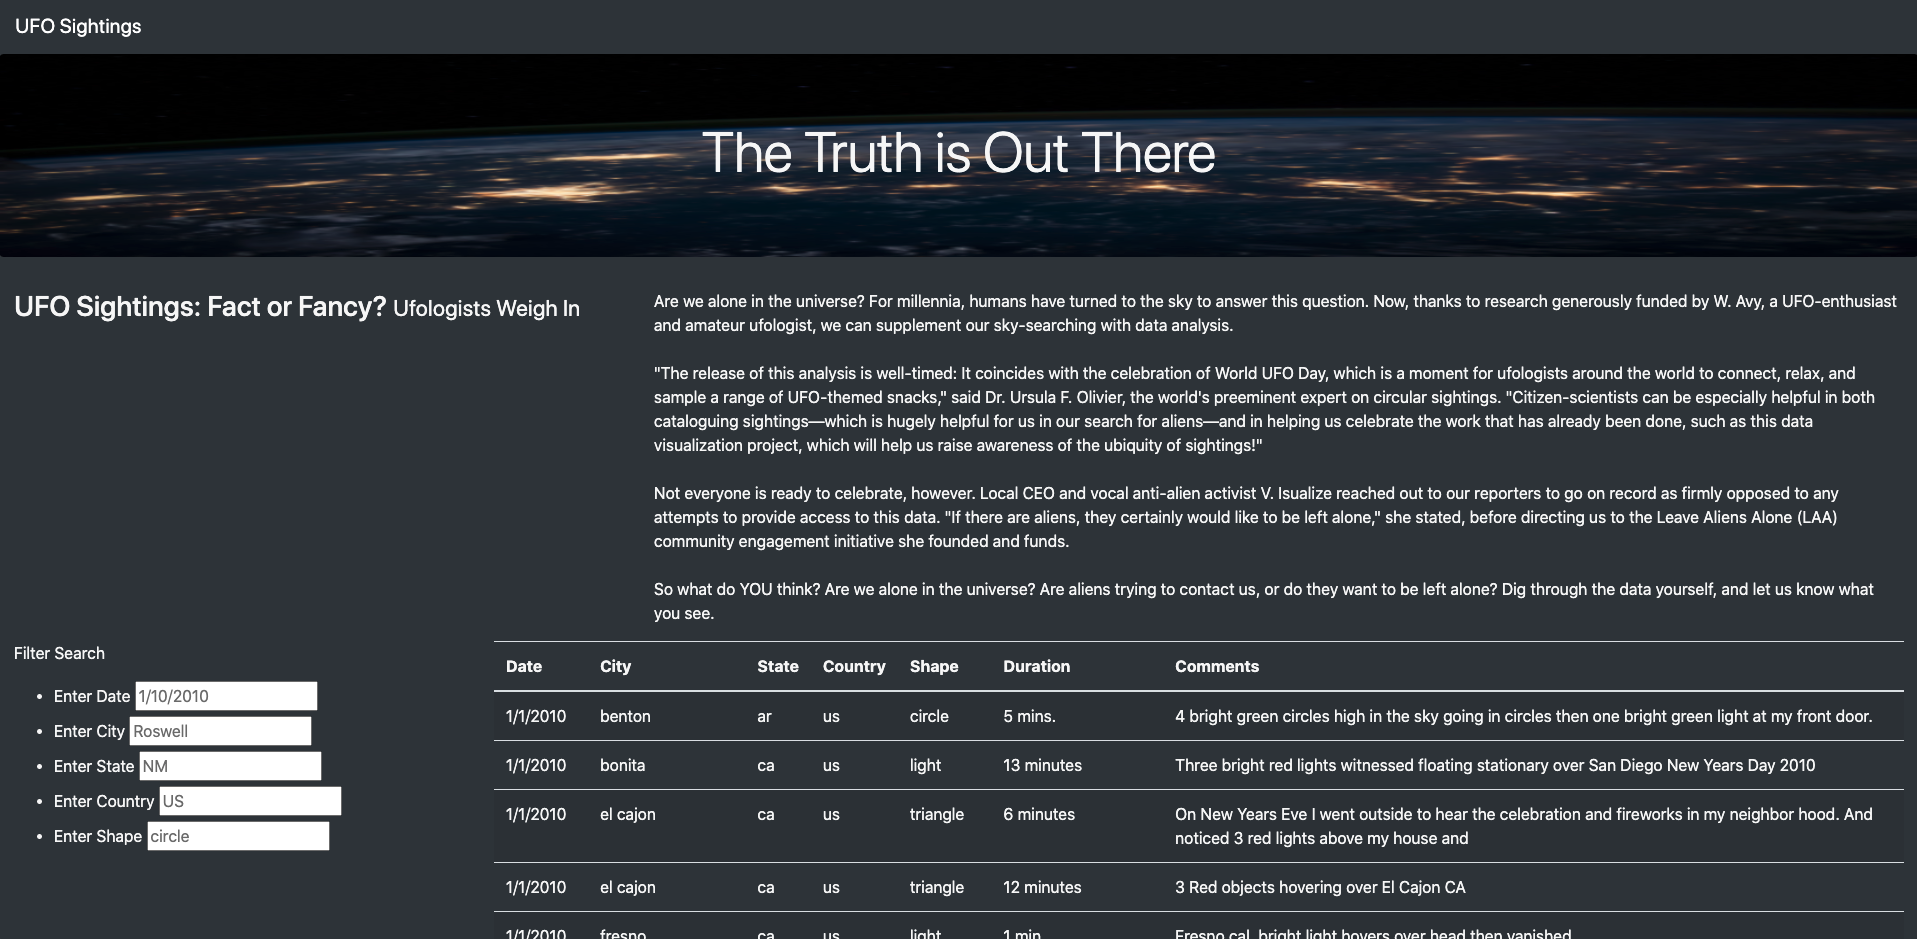 UFO Sightings
The Truth is Out There
UFO Sightings: Fact or Fancy? Ufologists Weigh In
Are we alone in the universe? For millennia, humans have turned to the sky to answer this question. Now, thanks to research generously funded by W. Avy, a UFO-enthusiast
and amateur ufologist, we can supplement our sky-searching with data analysis.
"The release of this analysis is well-timed: It coincides with the celebration of World UFO Day, which is a moment for ufologists around the world to connect, relax, and
sample a range of UFO-themed snacks," said Dr. Ursula F. Olivier, the world's preeminent expert on circular sightings. "Citizen-scientists can be especially helpful in both
cataloguing sightings—which is hugely helpful for us in our search for aliens—and in helping us celebrate the work that has already been done, such as this data
visualization project, which will help us raise awareness of the ubiquity of sightings!"
Not everyone is ready to celebrate, however. Local CEO and vocal anti-alien activist V. Isualize reached out to our reporters to go on record as firmly opposed to any
attempts to provide access to this data. "If there are aliens, they certainly would like to be left alone," she stated, before directing us to the Leave Aliens Alone (LAA)
community engagement initiative she founded and funds.
So what do YOU think? Are we alone in the universe? Are aliens trying to contact us, or do they want to be left alone? Dig through the data yourself, and let us know what
you see.
Filter Search
Enter Date 1/10/2010
Enter City Roswell
Enter State NM
Enter Country US
Enter Shape circle
Date City State Country Shape Duration Comments
1/1/2010 benton ar us circle 5 mins. 4 bright green circles high in the sky going in circles then one bright green light at my front door.
1/1/2010 bonita ca us light 13 minutes Three bright red lights witnessed floating stationary over San Diego New Years Day 2010
1/1/2010 el cajon ca us triangle 6 minutes On New Years Eve I went outside to hear the celebration and fireworks in my neighbor hood. And
noticed 3 red lights above my house and
1/1/2010 el cajon ca us triangle 12 minutes 3 Red objects hovering over El Cajon CA
1/1/2010 fresno ca us light 1 min Fresno cal. bright light hovers over head then vanished